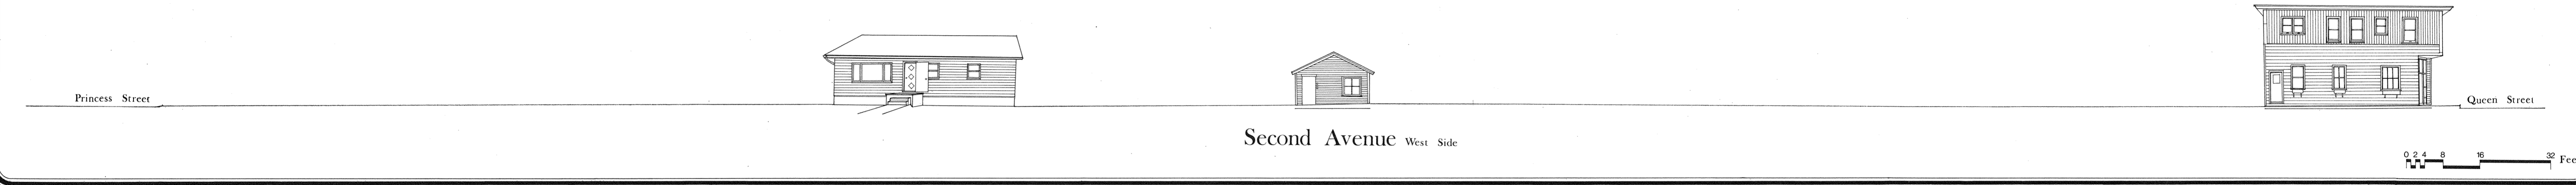 Princess Street
Queen Street
Second Avenue West Side
0 2 4 8 16 32 Fee